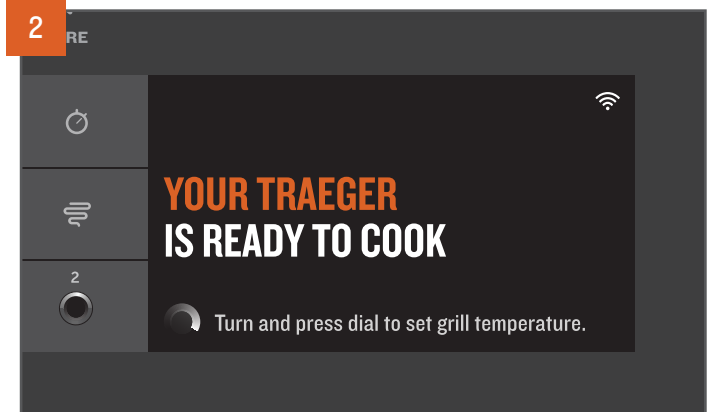 2
RE
YOUR TRAEGER
IS READY TO COOK
2
Turn and press dial to set grill temperature.